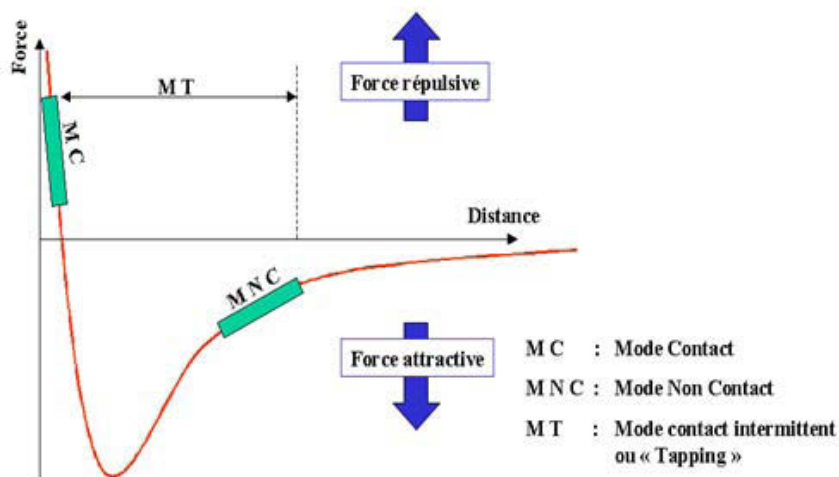 Force
M T
Force répulsive
M C
Distance
M N C
Force attractive
M C : Mode Contact
M N C : Mode Non Contact
M T : Mode contact intermittent
ou « Tapping »